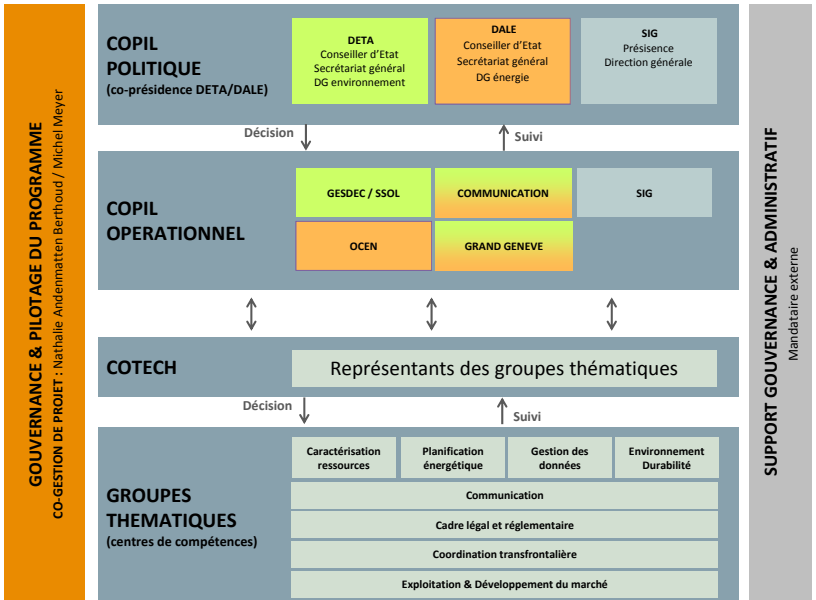 GOUVERNANCE & PILOTAGE DU PROGRAMME
CO-GESTION DE PROJET : Nathalie Andenmatten Berthoud / Michel Meyer
COPIL
POLITIQUE
(co-présidence DETA/DALE)
DETA
Conseiller d'Etat
Secrétariat général
DG environnement
DALE
Conseiller d'Etat
Secrétariat général
DG énergie
SIG
Présisence
Direction générale
Décision
Suivi
COPIL
OPERATIONNEL
GESDEC / SSOL
COMMUNICATION
SIG
OCEN
GRAND GENEVE
COTECH
Représentants des groupes thématiques
Décision
Suivi
GROUPES
THEMATIQUES
(centres de compétences)
Caractérisation
ressources
Planification
énergétique
Gestion des
données
Environnement
Durabilité
Communication
Cadre légal et réglementaire
Coordination transfrontalière
Exploitation & Développement du marché
SUPPORT GOUVERNANCE & ADMINISTRATIF
Mandataire externe